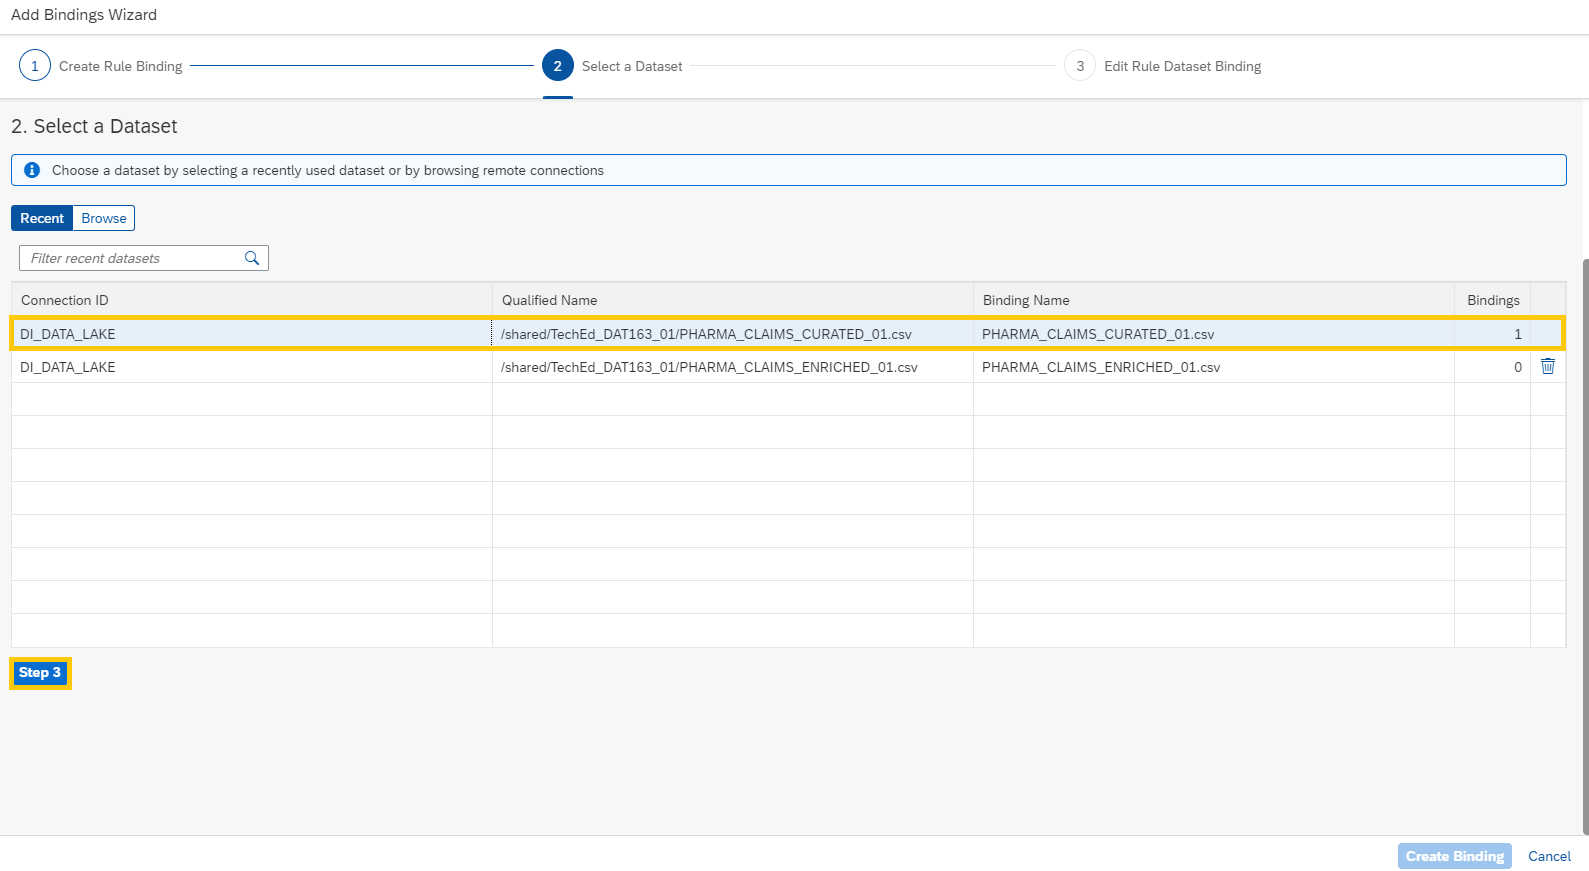 Add Bindings Wizard
1 Create Rule Binding 2 Select a Dataset 3 Edit Rule Dataset Binding
2. Select a Dataset
Choose a dataset by selecting a recently used dataset or by browsing remote connections
Recent Browse
Filter recent datasets
Connection ID Qualified Name Binding Name Bindings
DI_DATA_LAKE /shared/TechEd_DAT163_01/PHARMA_CLAIMS_CURATED_01.csv PHARMA_CLAIMS_CURATED_01.csv 1
DI_DATA_LAKE /shared/TechEd_DAT163_01/PHARMA_CLAIMS_ENRICHED_01.csv PHARMA_CLAIMS_ENRICHED_01.csv 0
Step 3
Create Binding Cancel